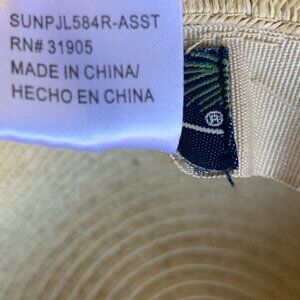 SUNPJL584R-ASST
RN# 31905
MADE IN CHINA/
HECHO EN CHINA
®